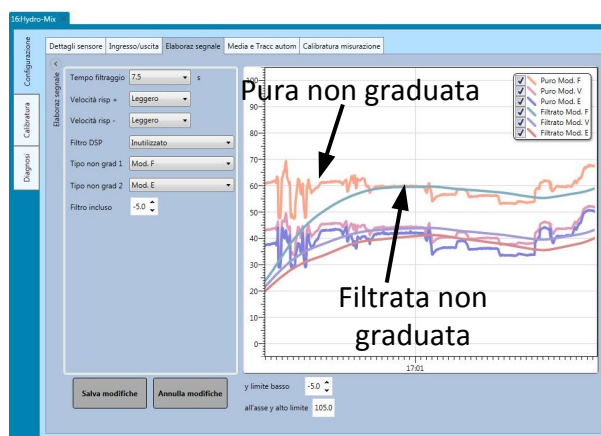 16:Hydro-Mix
Configurazione
Calibratura
Diagnosi
Dettagli sensore
Ingresso/uscita
Elaboraz segnale
Media e Tracc autom
Calibratura misurazione
Elaboraz segnale
Tempo filtraggio 7.5 s
Velocità risp + Leggero
Velocità risp - Leggero
Filtro DSP Inutilizzato
Tipo non grad 1 Mod. F
Tipo non grad 2 Mod. E
Filtro incluso -5.0
Salva modifiche
Annulla modifiche
100
90
80
70
60
50
40
30
20
10
0
17:01
Pura non graduata
Filtrata non
graduata
Puro Mod. F
Puro Mod. V
Puro Mod. E
Filtrato Mod. F
Filtrato Mod. V
Filtrato Mod. E
y limite basso -5.0
all'asse y alto limite 105.0